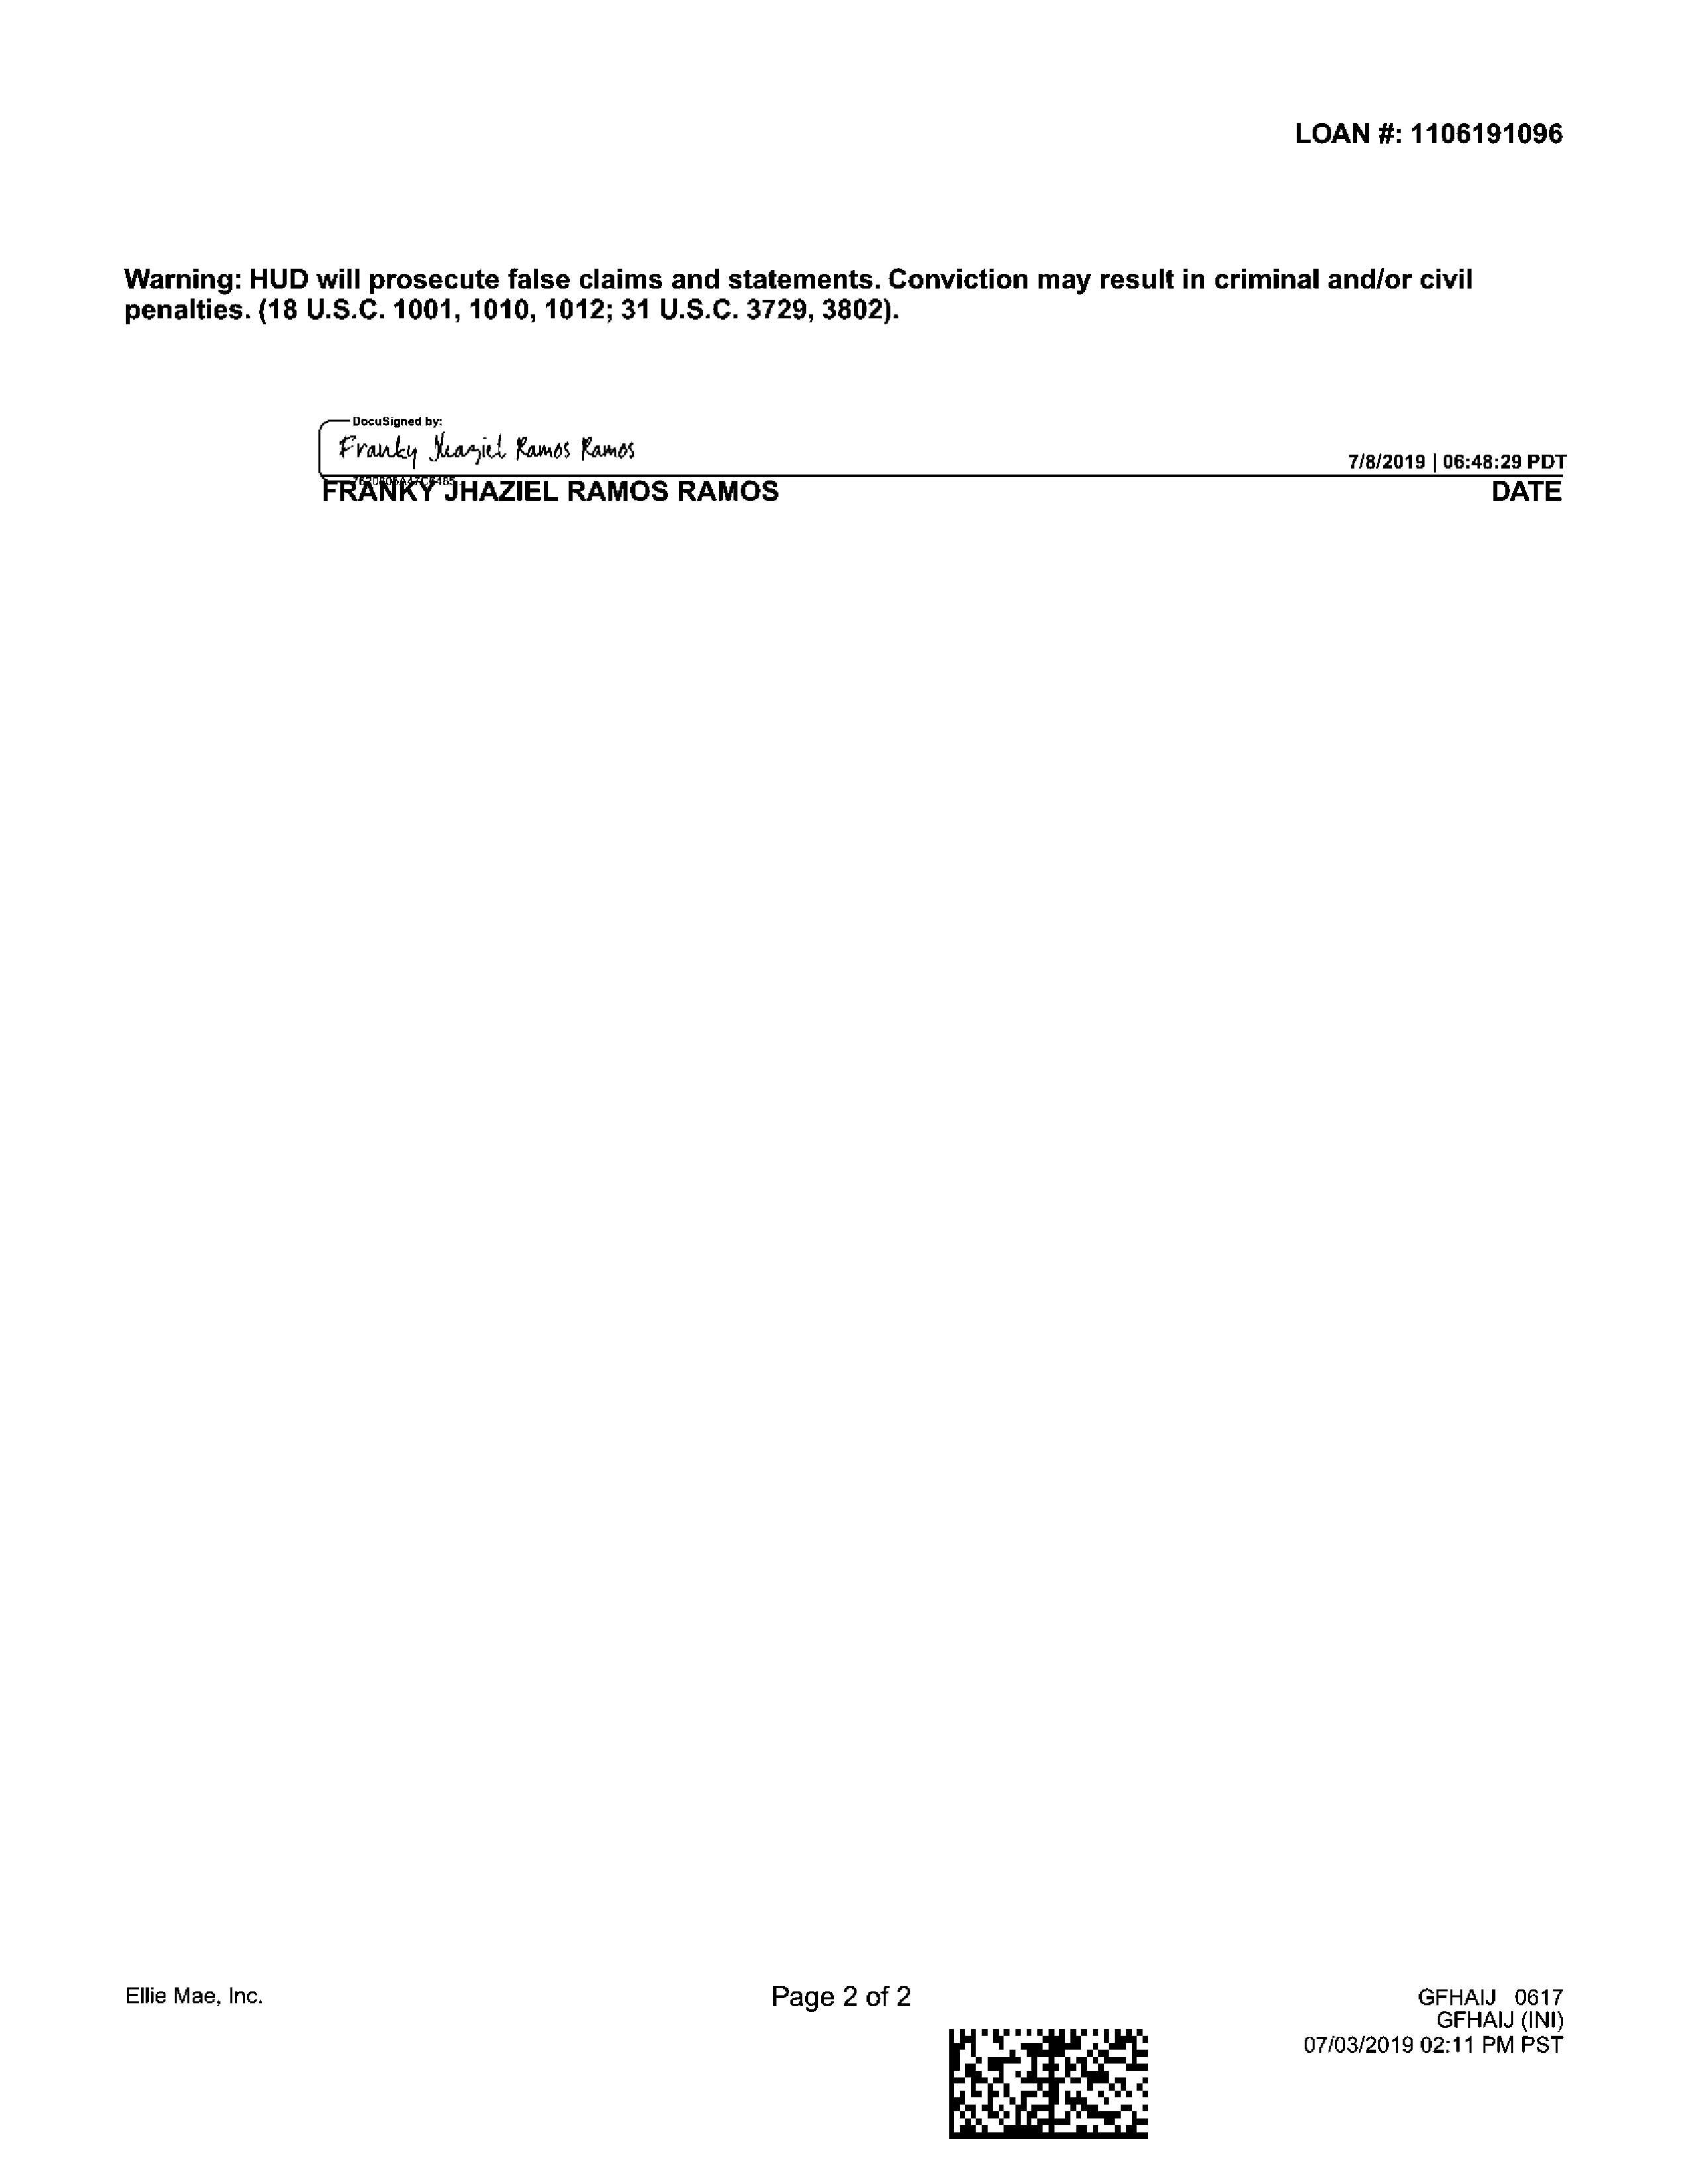 LOAN #: 1106191096
Warning: HUD will prosecute false claims and statements. Conviction may result in criminal and/or civil
penalties. (18 U.S.C. 1001, 1010, 1012; 31 U.S.C. 3729, 3802).
DocuSigned by:
Franky Jhaziel Ramos Ramos
7/8/2019 | 06:48:29 PDT
FRANKY JHAZIEL RAMOS RAMOS DATE
Ellie Mae, Inc. Page 2 of 2 GFHAIJ 0617
GFHAIJ (INI)
07/03/2019 02:11 PM PST